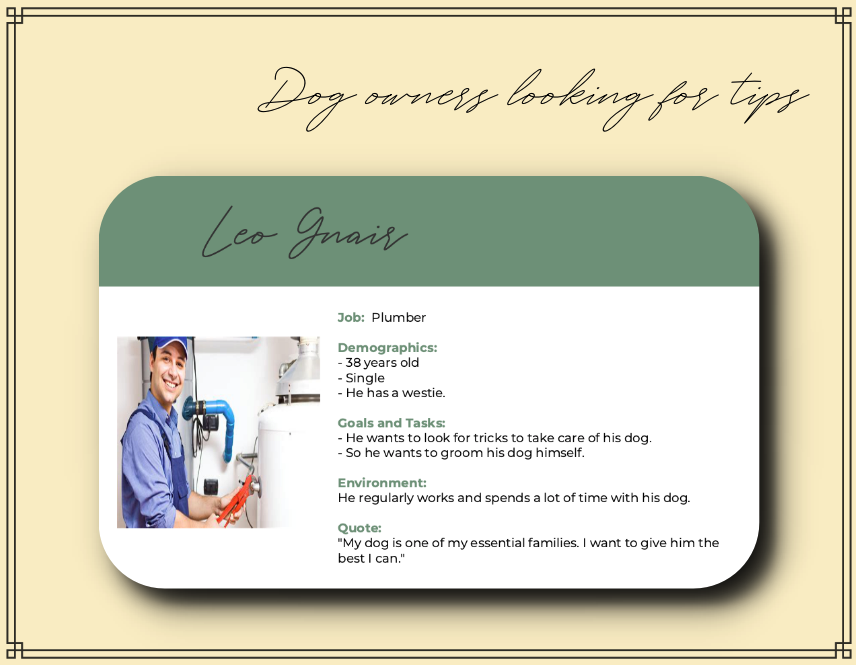 Dog owners looking for tips
Leo Gnair
Job: Plumber
Demographics:
- 38 years old
- Single
- He has a westie.
Goals and Tasks:
- He wants to look for tricks to take care of his dog.
- So he wants to groom his dog himself.
Environment:
He regularly works and spends a lot of time with his dog.
Quote:
"My dog is one of my essential families. I want to give him the
best I can."